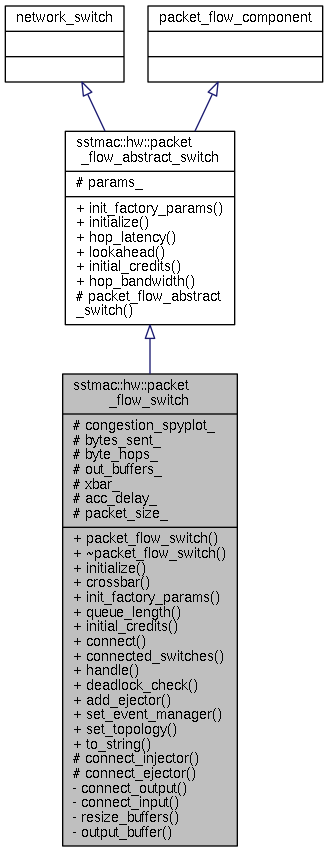 network_switch
packet_flow_component
sstmac::hw::packet
_flow_abstract_switch
# params_
+ init_factory_params()
+ initialize()
+ hop_latency()
+ lookahead()
+ initial_credits()
+ hop_bandwidth()
# packet_flow_abstract
_switch()
sstmac::hw::packet
_flow_switch
# congestion_spyplot_
# bytes_sent_
# byte_hops_
# out_buffers_
# xbar_
# acc_delay_
# packet_size_
+ packet_flow_switch()
+ ~packet_flow_switch()
+ initialize()
+ crossbar()
+ init_factory_params()
+ queue_length()
+ initial_credits()
+ connect()
+ connected_switches()
+ handle()
+ deadlock_check()
+ add_ejector()
+ set_event_manager()
+ set_topology()
+ to_string()
# connect_injector()
# connect_ejector()
- connect_output()
- connect_input()
- resize_buffers()
- output_buffer()